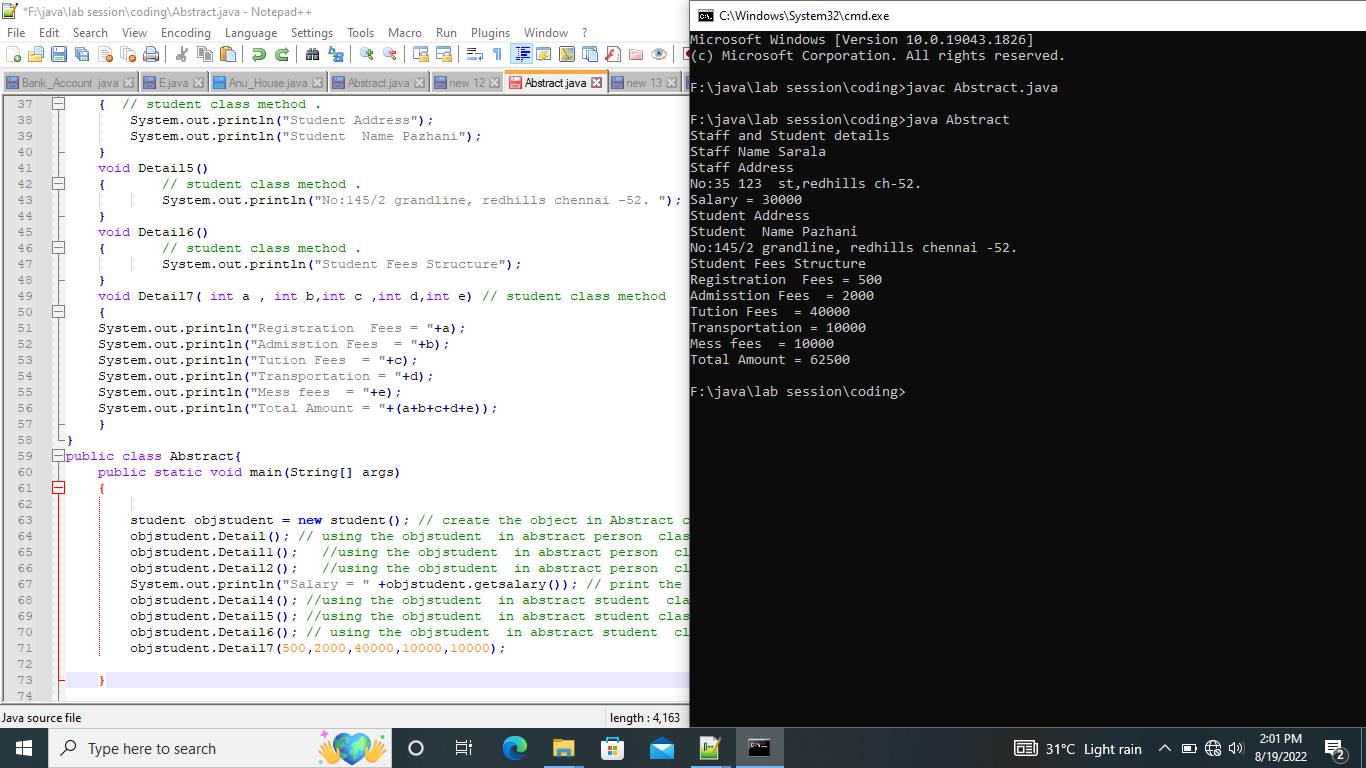 *F:\java\lab session\coding\Abstract.java - Notepad++
File Edit Search View Encoding Language Settings Tools Macro Run Plugins Window ?
Bank_Account .java E.java Anu_House.java Abstract.java new 12 Abstract.java new 13
37 { // student class method .
38 System.out.println("Student Address");
39 System.out.println("Student  Name Pazhani");
40 }
41 void Detail5()
42 { // student class method .
43 System.out.println("No:145/2 grandline, redhills chennai -52. ");
44 }
45 void Detail6()
46 { // student class method .
47 System.out.println("Student Fees Structure");
48 }
49 void Detail7( int a , int b,int c ,int d,int e) // student class method
50 {
51 System.out.println("Registration  Fees = "+a);
52 System.out.println("Admisstion Fees  = "+b);
53 System.out.println("Tution Fees  = "+c);
54 System.out.println("Transportation = "+d);
55 System.out.println("Mess fees  = "+e);
56 System.out.println("Total Amount = "+(a+b+c+d+e));
57 }
58 }
59 public class Abstract{
60 public static void main(String[] args)
61 {
62
63 student objstudent = new student(); // create the object in Abstract c
64 objstudent.Detail(); // using the objstudent  in abstract person  clas
65 objstudent.Detail1();   //using the objstudent  in abstract person  cl
66 objstudent.Detail2();   //using the objstudent  in abstract person  cl
67 System.out.println("Salary = " +objstudent.getsalary()); // print the
68 objstudent.Detail4(); //using the objstudent  in abstract student  cla
69 objstudent.Detail5(); //using the objstudent  in abstract student clas
70 objstudent.Detail6(); // using the objstudent  in abstract student  cl
71 objstudent.Detail7(500,2000,40000,10000,10000);
72
73 }
74
Java source file length : 4,163
C:\Windows\System32\cmd.exe
Microsoft Windows [Version 10.0.19043.1826]
(c) Microsoft Corporation. All rights reserved.
F:\java\lab session\coding>javac Abstract.java
F:\java\lab session\coding>java Abstract
Staff and Student details
Staff Name Sarala
Staff Address
No:35 123  st,redhills ch-52.
Salary = 30000
Student Address
Student  Name Pazhani
No:145/2 grandline, redhills chennai -52.
Student Fees Structure
Registration  Fees = 500
Admisstion Fees  = 2000
Tution Fees  = 40000
Transportation = 10000
Mess fees  = 10000
Total Amount = 62500
F:\java\lab session\coding>
Type here to search
31°C Light rain
2:01 PM
8/19/2022
2